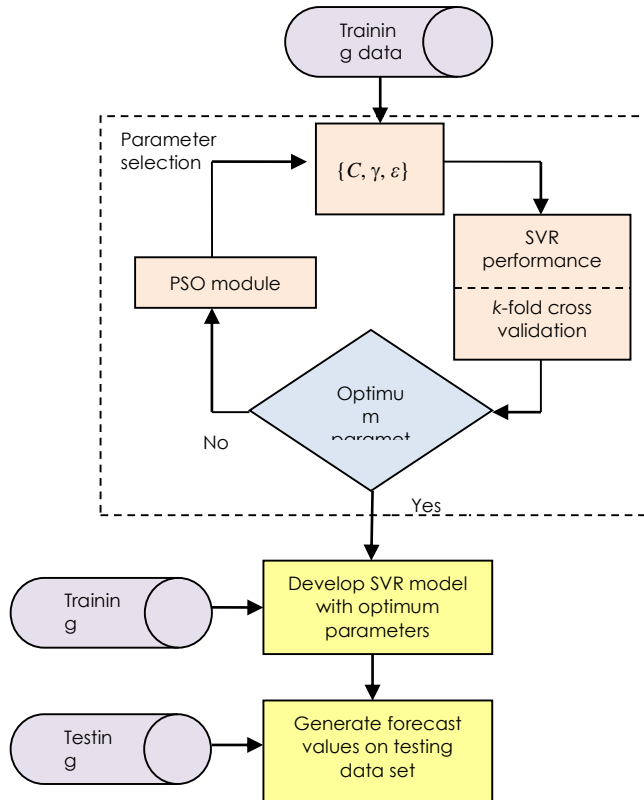 Trainin
g data
Parameter
selection
{C, γ, ε}
SVR
performance
PSO module
k-fold cross
validation
Optimu
m
paramet
No
Yes
Trainin
g
Develop SVR model
with optimum
parameters
Testin
g
Generate forecast
values on testing
data set